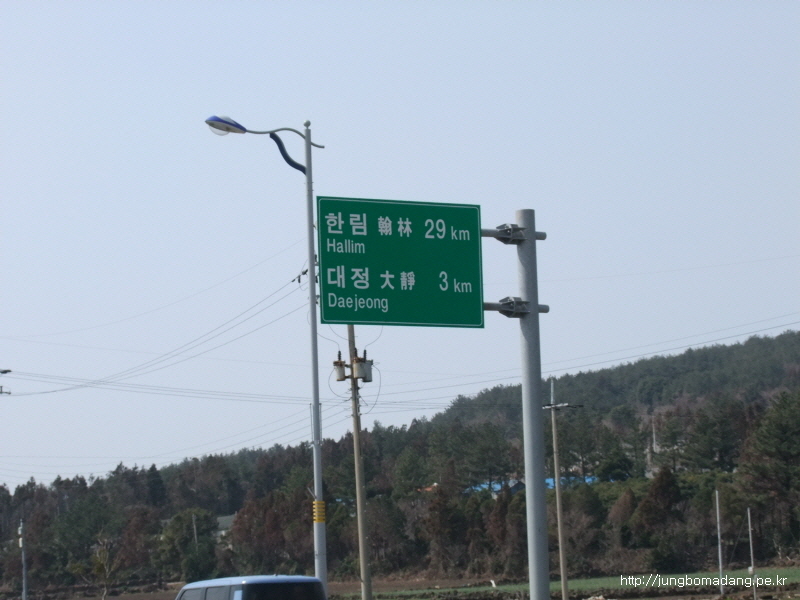 한림 翰林 29 km
Hallim
대정 大靜 3 km
Daejeong
http://jungbomadang.pe.kr